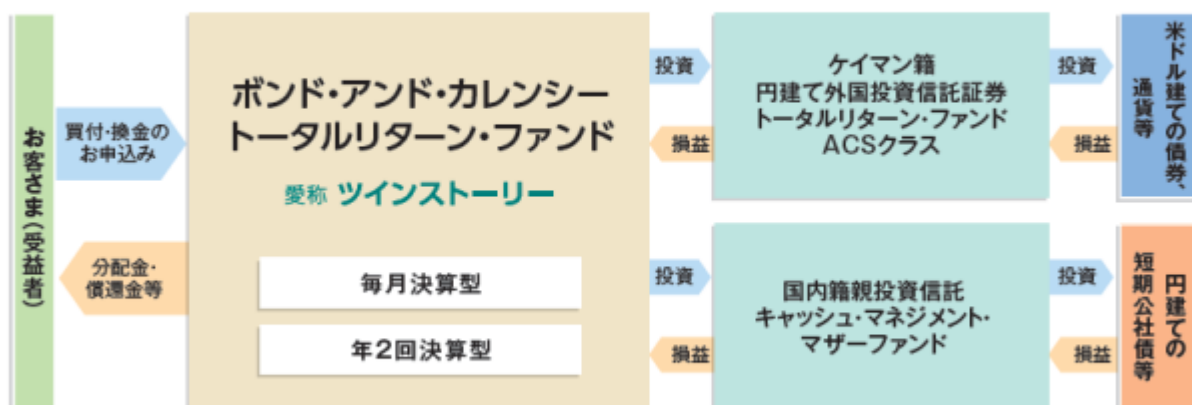 お客さま(受益者)
買付・換金の
お申込み
分配金・
償還金等
ボンド・アンド・カレンシー
トータルリターン・ファンド
愛称 ツインストーリー
毎月決算型
年2回決算型
投資
損益
ケイマン籍
円建て外国投資信託証券
トータルリターン・ファンド
ACSクラス
投資
損益
米ドル建ての債券、
通貨等
投資
損益
国内籍親投資信託
キャッシュ・マネジメント・
マザーファンド
投資
損益
円建ての
短期公社債等